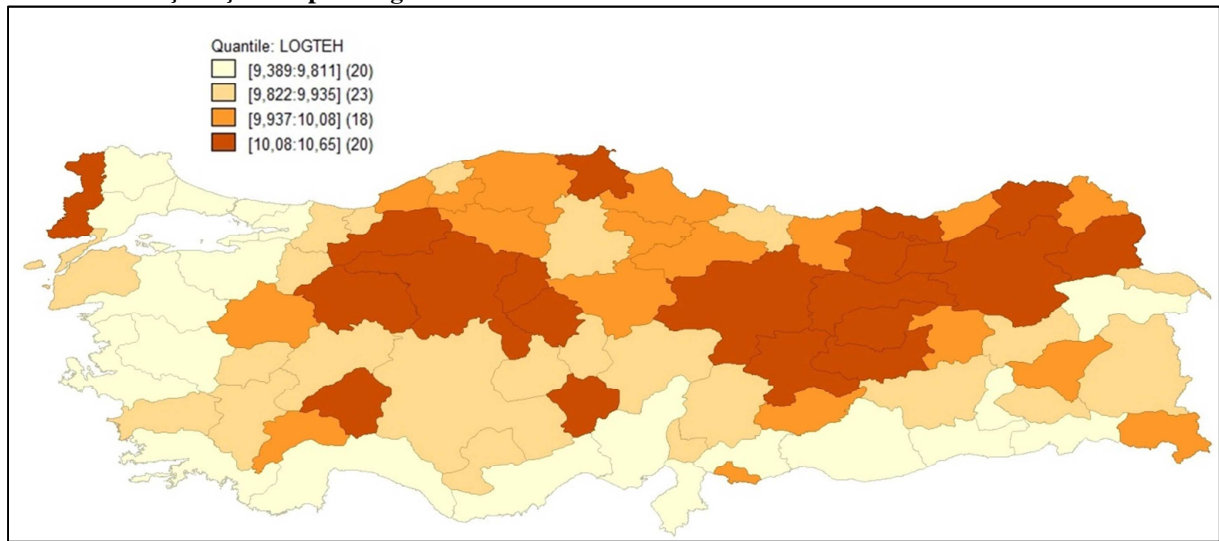 Quantile: LOGTEH
[9,389:9,811] (20)
[9,822:9,935] (23)
[9,937:10,08] (18)
[10,08:10,65] (20)